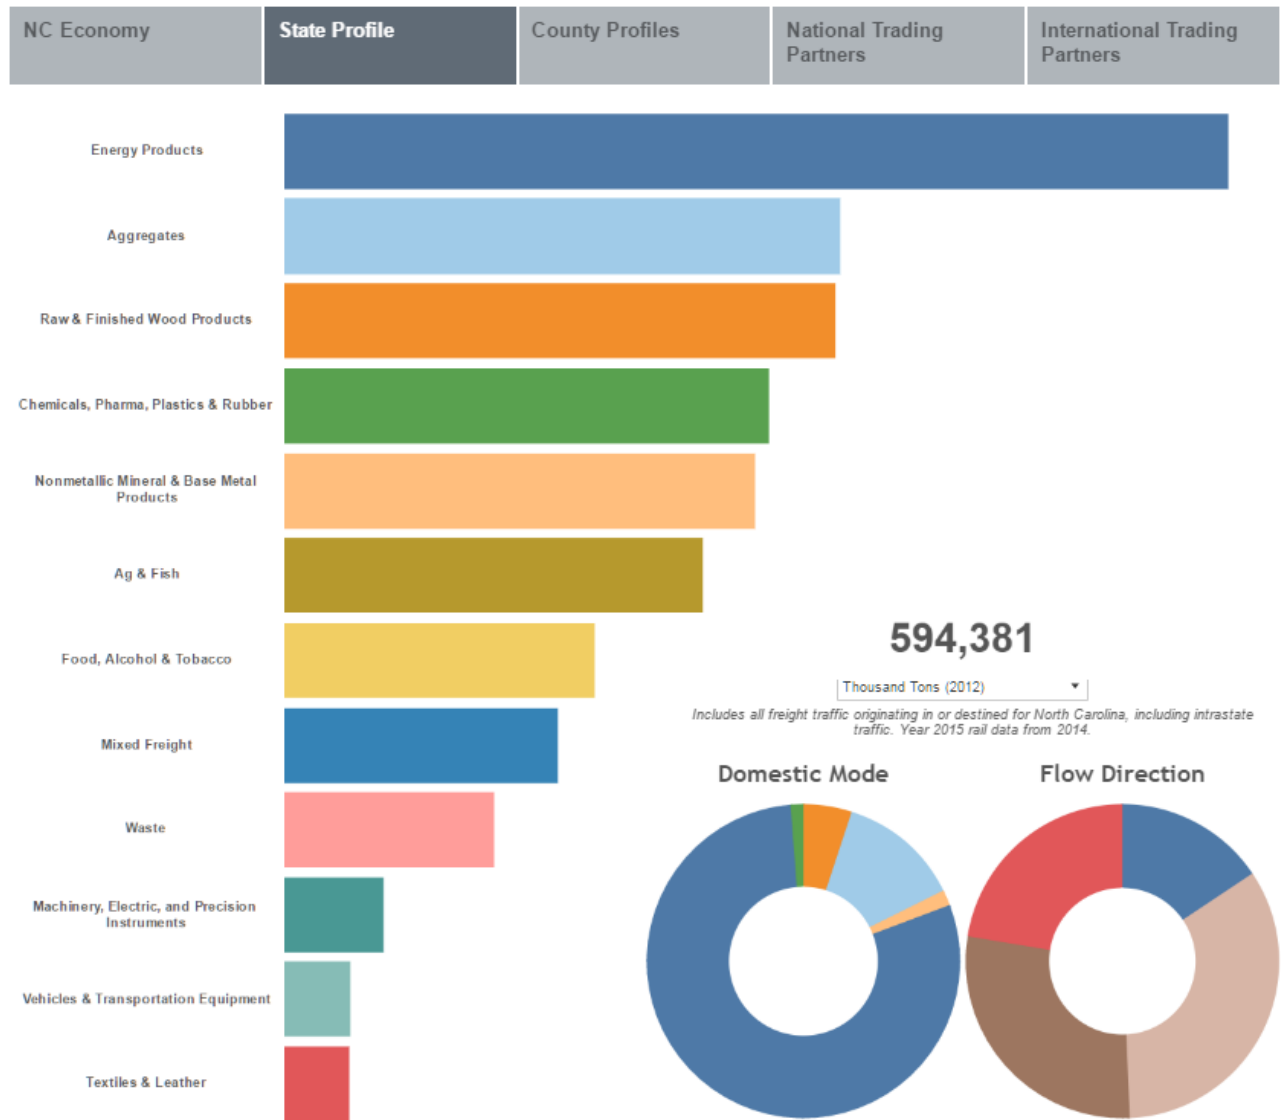 NC Economy
State Profile
County Profiles
National Trading
Partners
International Trading
Partners
Energy Products
Aggregates
Raw & Finished Wood Products
Chemicals, Pharma, Plastics & Rubber
Nonmetallic Mineral & Base Metal
Products
Ag & Fish
Food, Alcohol & Tobacco
Mixed Freight
Waste
Machinery, Electric, and Precision
Instruments
Vehicles & Transportation Equipment
Textiles & Leather
594,381
Thousand Tons (2012)
Includes all freight traffic originating in or destined for North Carolina, including intrastate
traffic. Year 2015 rail data from 2014.
Domestic Mode
Flow Direction